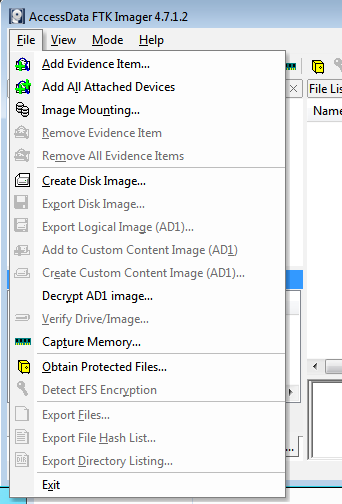 AccessData FTK Imager 4.7.1.2
File View Mode Help
Add Evidence Item...
Add All Attached Devices
File Lis
Image Mounting...
Name
Remove Evidence Item
Remove All Evidence Items
Create Disk Image...
Export Disk Image...
Export Logical Image (AD1)...
Add to Custom Content Image (AD1)
Create Custom Content Image (AD1)...
Decrypt AD1 image...
Verify Drive/Image...
Capture Memory...
Obtain Protected Files...
Detect EFS Encryption
Export Files...
Export File Hash List...
Export Directory Listing...
Exit